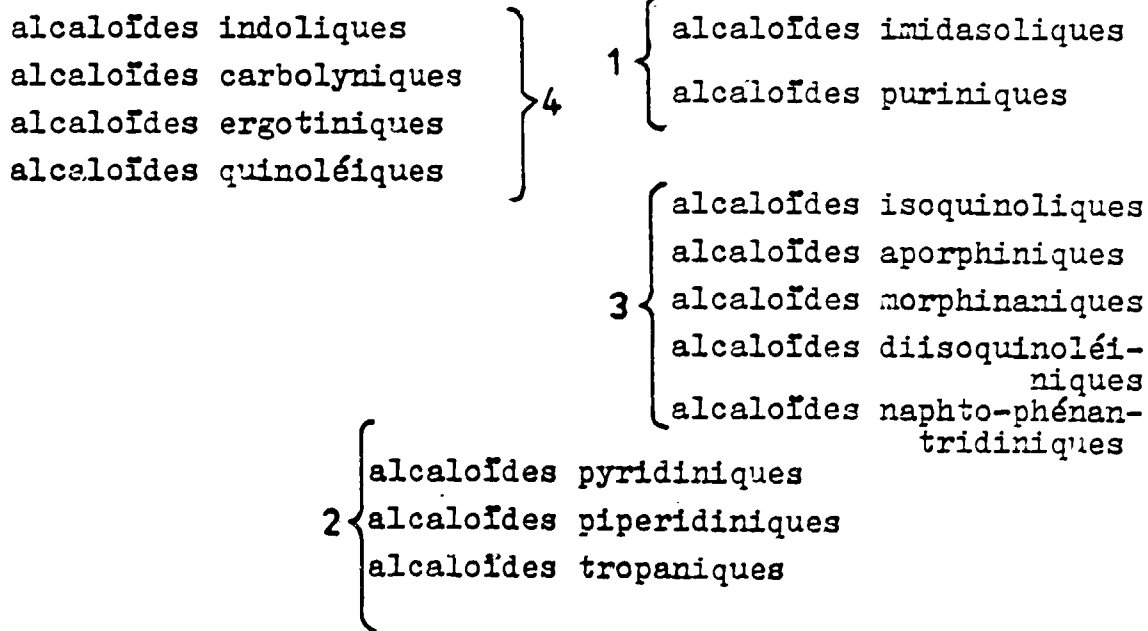 alcaloïdes indoliques
alcaloïdes carbolyniques
alcaloïdes ergotiniques
alcaloïdes quinoléiques
4
1
alcaloïdes imidasoliques
alcaloïdes puriniques
3
alcaloïdes isoquinoliques
alcaloïdes aporphiniques
alcaloïdes morphinaniques
alcaloïdes diisoquinoléi-
niques
alcaloïdes naphto-phénan-
tridiniques
2
alcaloïdes pyridiniques
alcaloïdes piperidiniques
alcaloïdes tropaniques